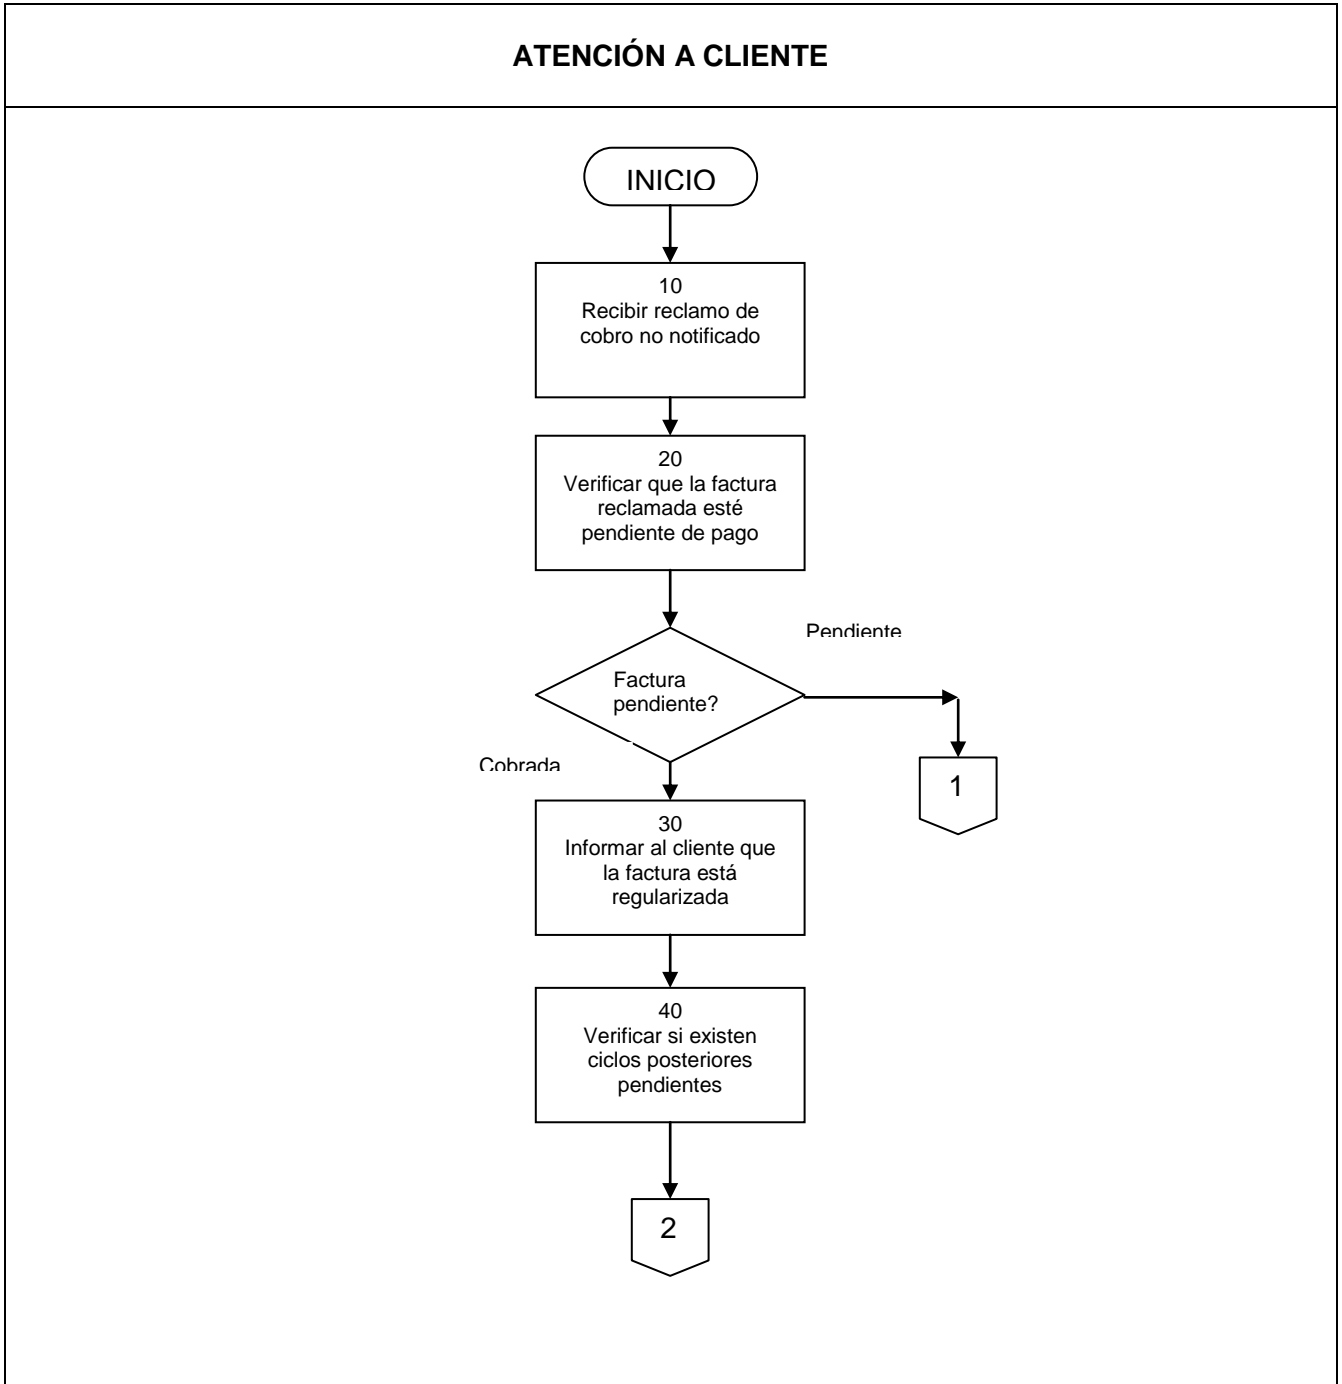 ATENCIÓN A CLIENTE
INICIO
10
Recibir reclamo de
cobro no notificado
20
Verificar que la factura
reclamada esté
pendiente de pago
Pendiente
Factura
pendiente?
Cobrada
1
30
Informar al cliente que
la factura está
regularizada
40
Verificar si existen
ciclos posteriores
pendientes
2